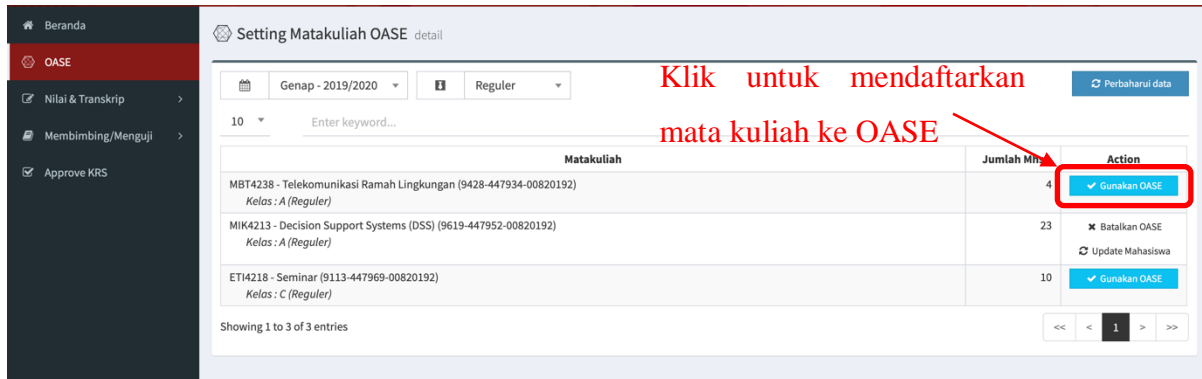 Beranda
OASE
Nilai & Transkrip
Membimbing/Menguji
Approve KRS
Setting Matakuliah OASE detail
Genap - 2019/2020
Reguler
Perbaharui data
10
Enter keyword...
Klik untuk mendaftarkan
mata kuliah ke OASE
Matakuliah Jumlah Action
MBT4238 - Telekomunikasi Ramah Lingkungan (9428-447934-00820192) 4 Gunakan OASE
Kelas : A (Reguler)
MIK4213 - Decision Support Systems (DSS) (9619-447952-00820192) 23 Batalkan OASE
Kelas : A (Reguler) Update Mahasiswa
ETI4218 - Seminar (9113-447969-00820192) 10 Gunakan OASE
Kelas : C (Reguler)
Showing 1 to 3 of 3 entries << < 1 > >>